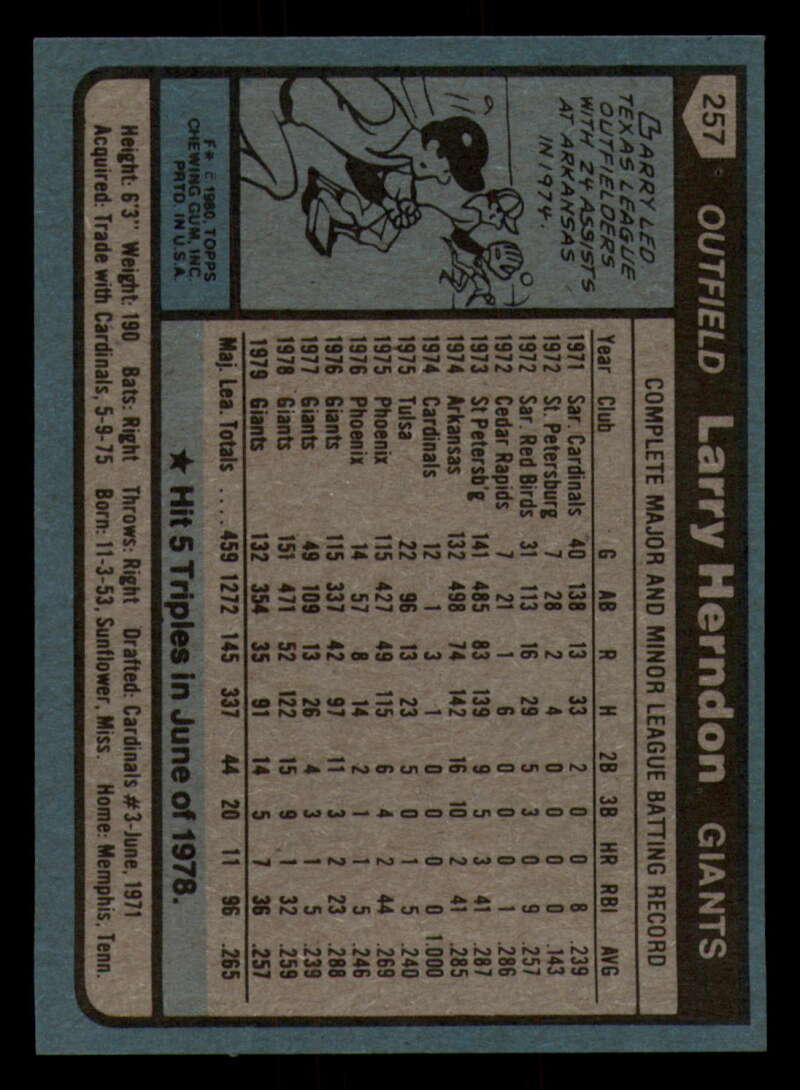 257 OUTFIELD Larry Herndon GIANTS
COMPLETE MAJOR AND MINOR LEAGUE BATTING RECORD
Year Club G AB R H 2B 3B HR RBI AVG
1971 Sar. Cardinals 40 138 13 33 2 0 0 8 .239
1972 St. Petersburg 7 28 2 4 0 0 0 0 .143
1972 Sar. Red Birds 31 113 16 29 5 3 0 9 .257
1972 Cedar Rapids 7 21 1 6 0 0 0 1 .286
1973 St Petersb'g 141 485 83 139 9 5 3 41 .287
1974 Arkansas 132 498 74 142 16 10 2 41 .285
1974 Cardinals 12 1 3 1 0 0 0 0 1.000
1975 Tulsa 22 96 13 23 5 0 1 5 .240
1975 Phoenix 115 427 49 115 6 4 2 44 .269
1976 Phoenix 14 57 8 14 2 1 1 5 .246
1976 Giants 115 337 42 97 11 3 2 23 .288
1977 Giants 49 109 13 26 4 3 1 5 .239
1978 Giants 151 471 52 122 15 9 1 32 .259
1979 Giants 132 354 35 91 14 5 7 36 .257
Maj. Lea. Totals .... 459 1272 145 337 44 20 11 96 .265
★ Hit 5 Triples in June of 1978.
LARRY LED
TEXAS LEAGUE
OUTFIELDERS
WITH 24 ASSISTS
AT ARKANSAS
IN 1974.
F* © 1980, TOPPS
CHEWING GUM, INC.
PRTD. IN U.S.A.
Height: 6'3" Weight: 190 Bats: Right Throws: Right Drafted: Cardinals #3-June, 1971
Acquired: Trade with Cardinals, 5-9-75 Born: 11-3-53, Sunflower, Miss. Home: Memphis, Tenn.